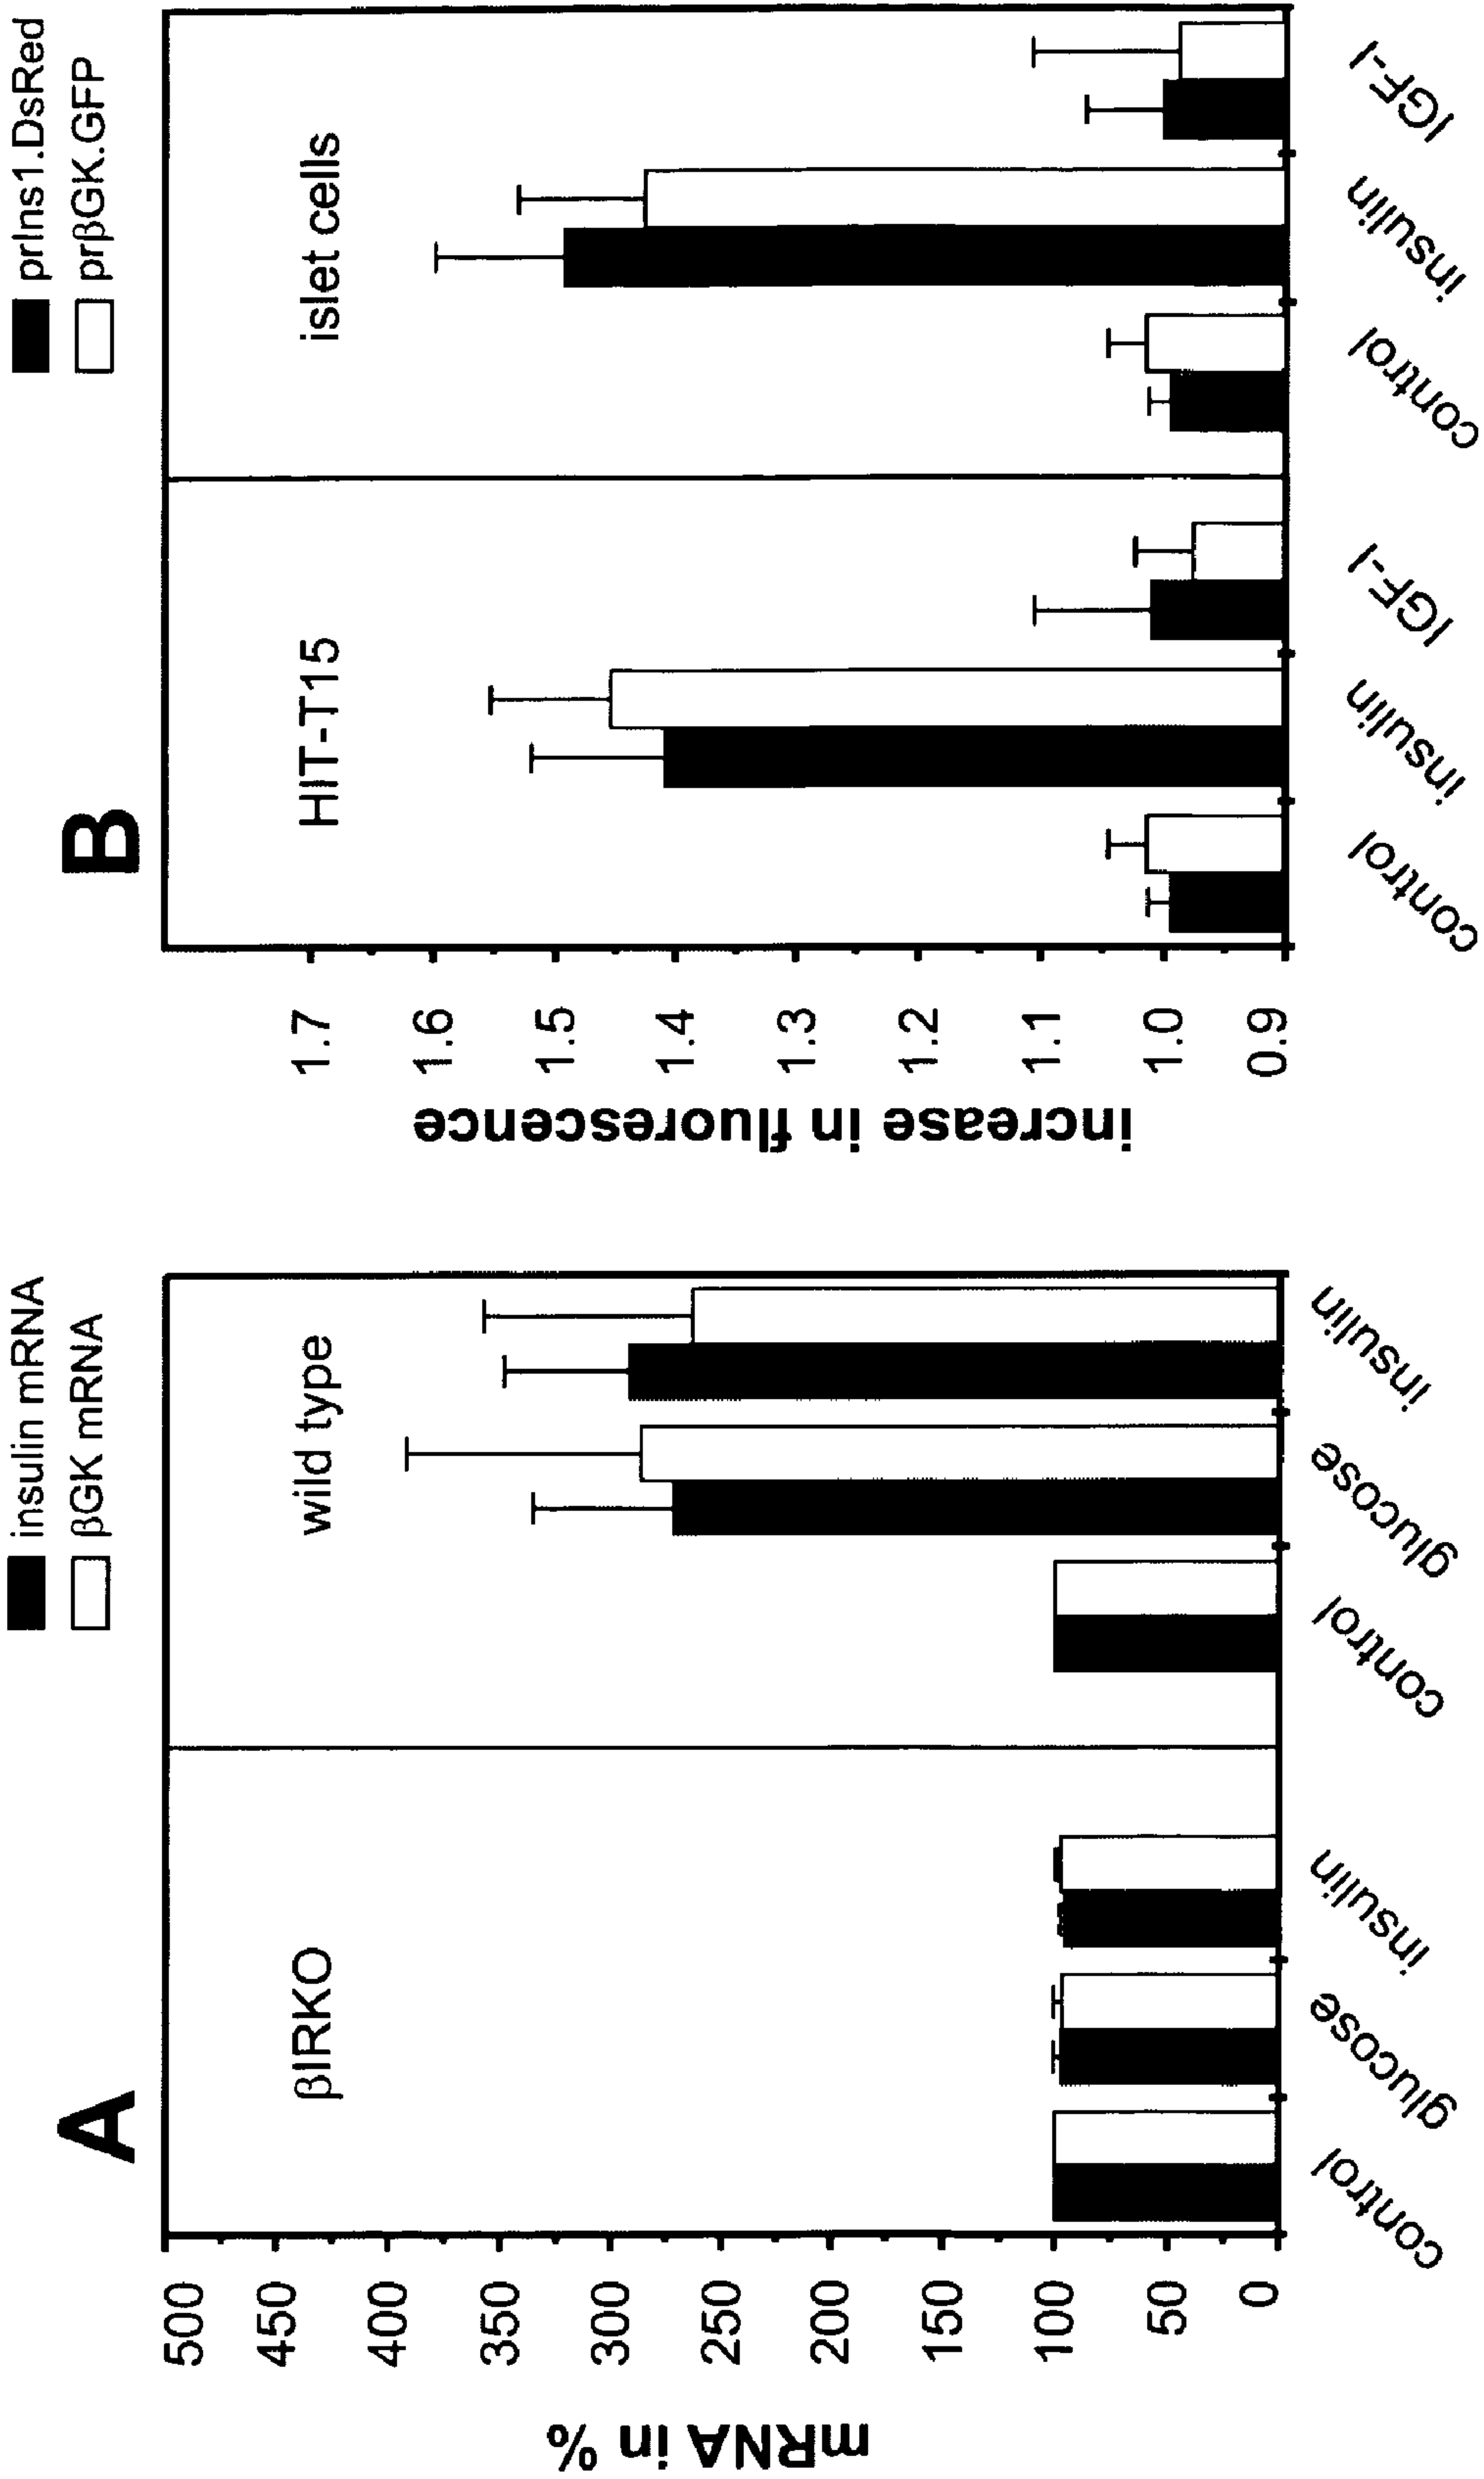 A
insulin mRNA
βGK mRNA
mRNA in %
500
450
400
350
300
250
200
150
100
50
0
βIRKO
wild type
control
glucose
insulin
control
glucose
insulin
B
prIns1.DsRed
prβGK.GFP
increase in fluorescence
1.7
1.6
1.5
1.4
1.3
1.2
1.1
1.0
0.9
HIT-T15
islet cells
control
insulin
IGF-I
control
insulin
IGF-I